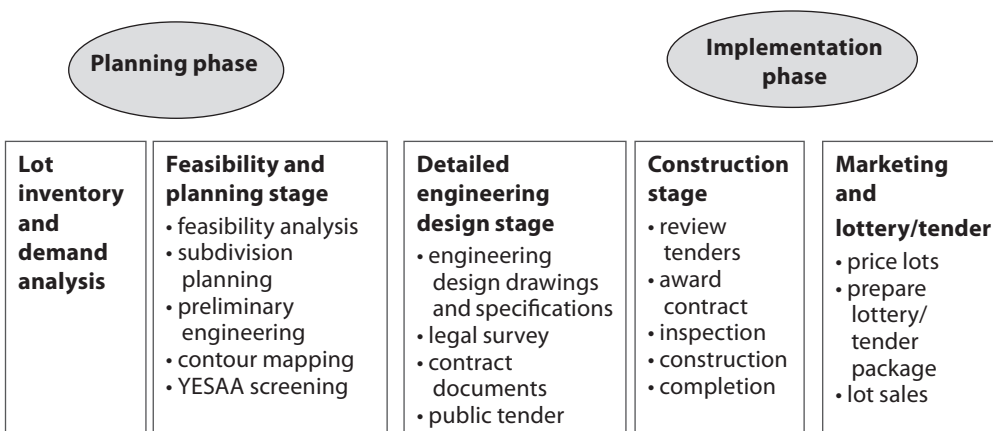 Planning phase
Implementation
phase
Lot
inventory
and
demand
analysis
Feasibility and
planning stage
• feasibility analysis
• subdivision
planning
• preliminary
engineering
• contour mapping
• YESAA screening
Detailed
engineering
design stage
• engineering
design drawings
and specifications
• legal survey
• contract
documents
• public tender
Construction
stage
• review
tenders
• award
contract
• inspection
• construction
• completion
Marketing
and
lottery/tender
• price lots
• prepare
lottery/
tender
package
• lot sales